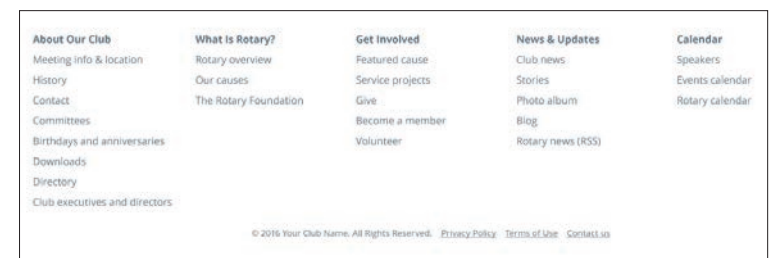 About Our Club
Meeting info & location
History
Contact
Committees
Birthdays and anniversaries
Downloads
Directory
Club executives and directors
What Is Rotary?
Rotary overview
Our causes
The Rotary Foundation
Get Involved
Featured cause
Service projects
Give
Become a member
Volunteer
News & Updates
Club news
Stories
Photo album
Blog
Rotary news (RSS)
Calendar
Speakers
Events calendar
Rotary calendar
© 2016 Your Club Name. All Rights Reserved. Privacy Policy Terms of Use Contact us